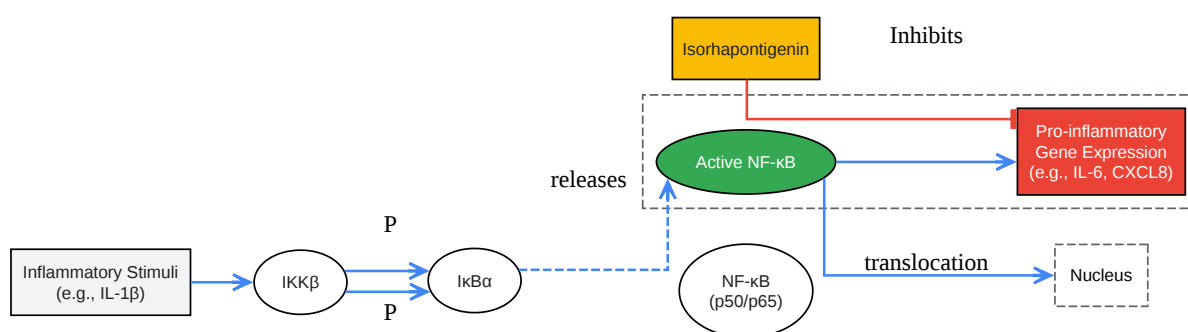 Isorhapontigenin
Inhibits
Pro-inflammatory
Gene Expression
(e.g., IL-6, CXCL8)
Active NF-κB
releases
P
Inflammatory Stimuli
(e.g., IL-1β)
IKKβ
IκBα
P
NF-κB
(p50/p65)
translocation
Nucleus